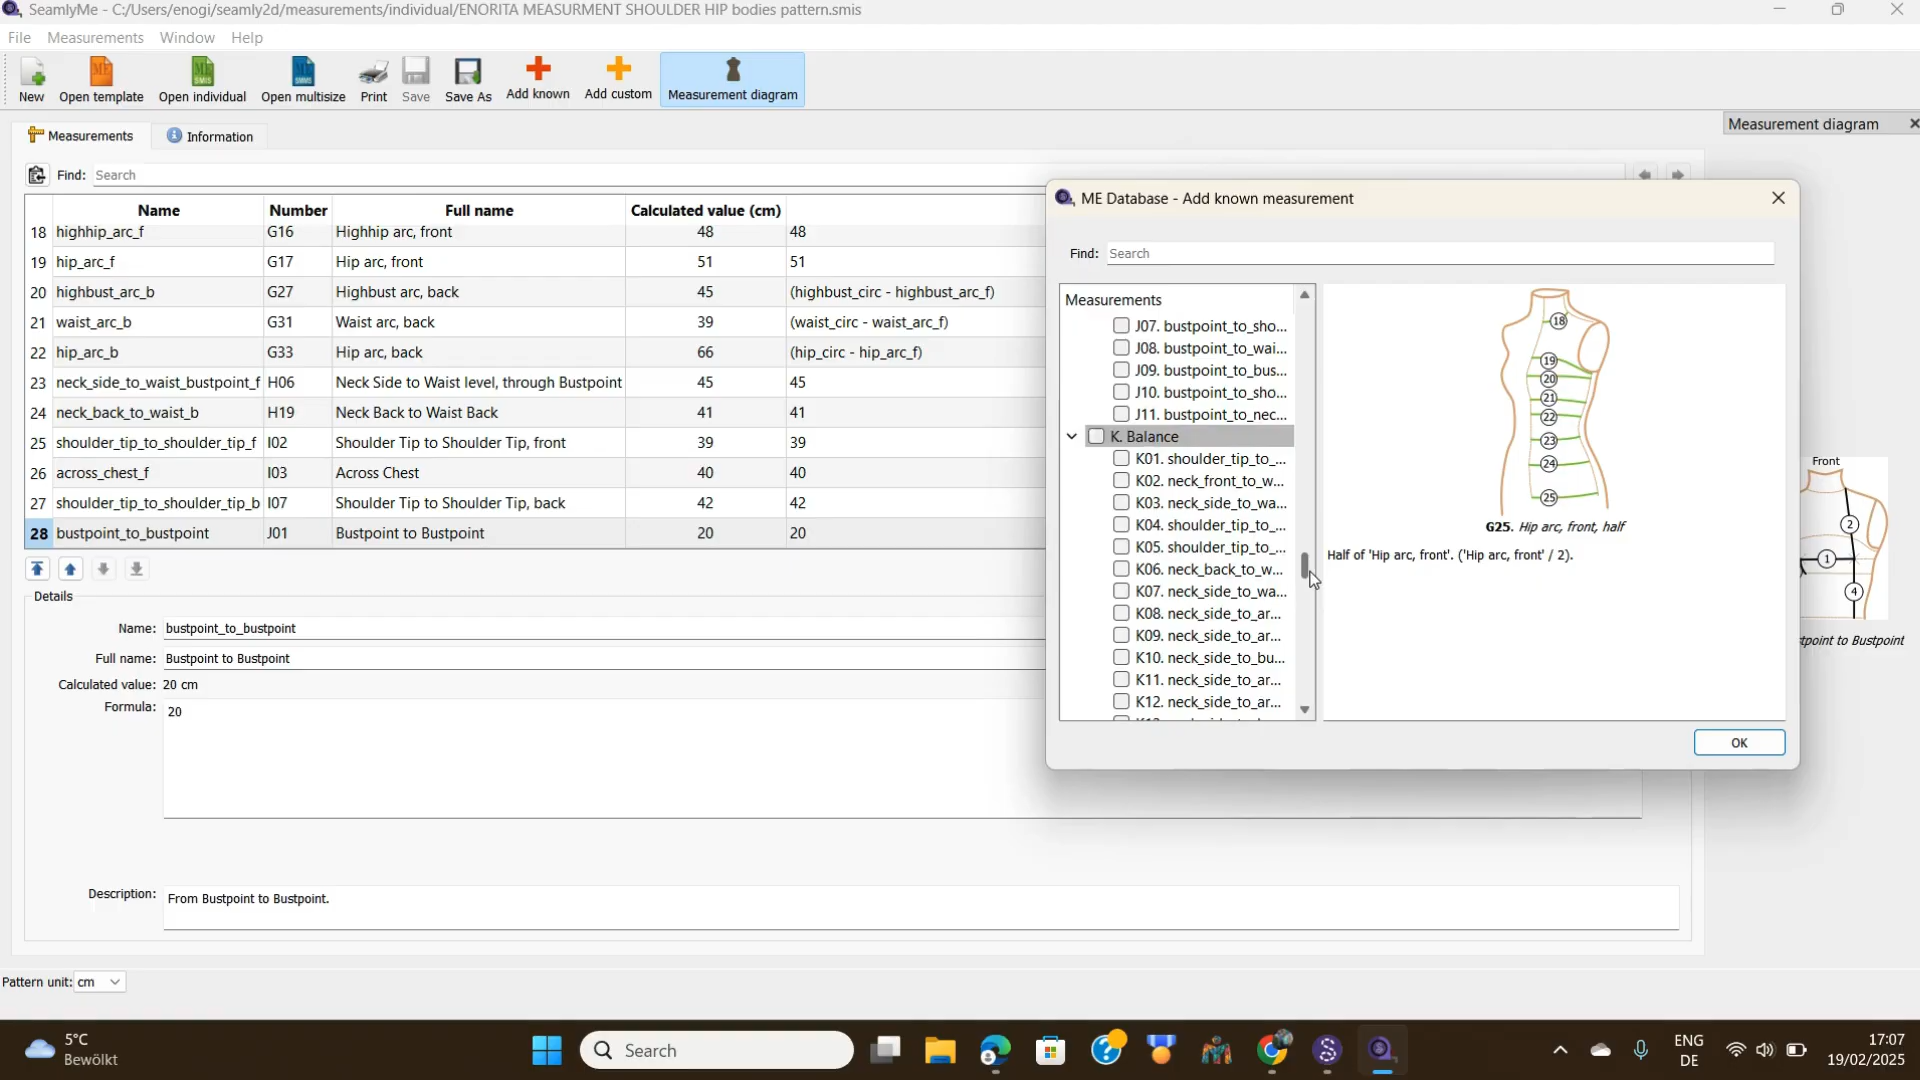 SeamlyMe - C:/Users/enogi/seamly2d/measurements/individual/ENORITA MEASURMENT SHOULDER HIP bodies pattern.smis
File Measurements Window Help
New Open template Open individual Open multisize Print Save Save As Add known Add custom Measurement diagram
Measurements Information
Measurement diagram
Find: Search
Name Number Full name Calculated value (cm)
18 highhip_arc_f G16 Highhip arc, front 48 48
19 hip_arc_f G17 Hip arc, front 51 51
20 highbust_arc_b G27 Highbust arc, back 45 (highbust_circ - highbust_arc_f)
21 waist_arc_b G31 Waist arc, back 39 (waist_circ - waist_arc_f)
22 hip_arc_b G33 Hip arc, back 66 (hip_circ - hip_arc_f)
23 neck_side_to_waist_bustpoint_f H06 Neck Side to Waist level, through Bustpoint 45 45
24 neck_back_to_waist_b H19 Neck Back to Waist Back 41 41
25 shoulder_tip_to_shoulder_tip_f I02 Shoulder Tip to Shoulder Tip, front 39 39
26 across_chest_f I03 Across Chest 40 40
27 shoulder_tip_to_shoulder_tip_b I07 Shoulder Tip to Shoulder Tip, back 42 42
28 bustpoint_to_bustpoint J01 Bustpoint to Bustpoint 20 20
Details
Name: bustpoint_to_bustpoint
Full name: Bustpoint to Bustpoint
Calculated value: 20 cm
Formula: 20
Description: From Bustpoint to Bustpoint.
Pattern unit: cm
ME Database - Add known measurement
Find: Search
Measurements
J07. bustpoint_to_sho...
J08. bustpoint_to_wai...
J09. bustpoint_to_bus...
J10. bustpoint_to_sho...
J11. bustpoint_to_nec...
K. Balance
K01. shoulder_tip_to_...
K02. neck_front_to_w...
K03. neck_side_to_wa...
K04. shoulder_tip_to_...
K05. shoulder_tip_to_...
K06. neck_back_to_w...
K07. neck_side_to_wa...
K08. neck_side_to_ar...
K09. neck_side_to_ar...
K10. neck_side_to_bu...
K11. neck_side_to_ar...
K12. neck_side_to_ar...
18
19
20
21
22
23
24
25
G25. Hip arc, front, half
Half of 'Hip arc, front'. ('Hip arc, front' / 2).
OK
Front
2
1
4
point to Bustpoint
5°C
Bewölkt
Search
ENG
DE
17:07
19/02/2025